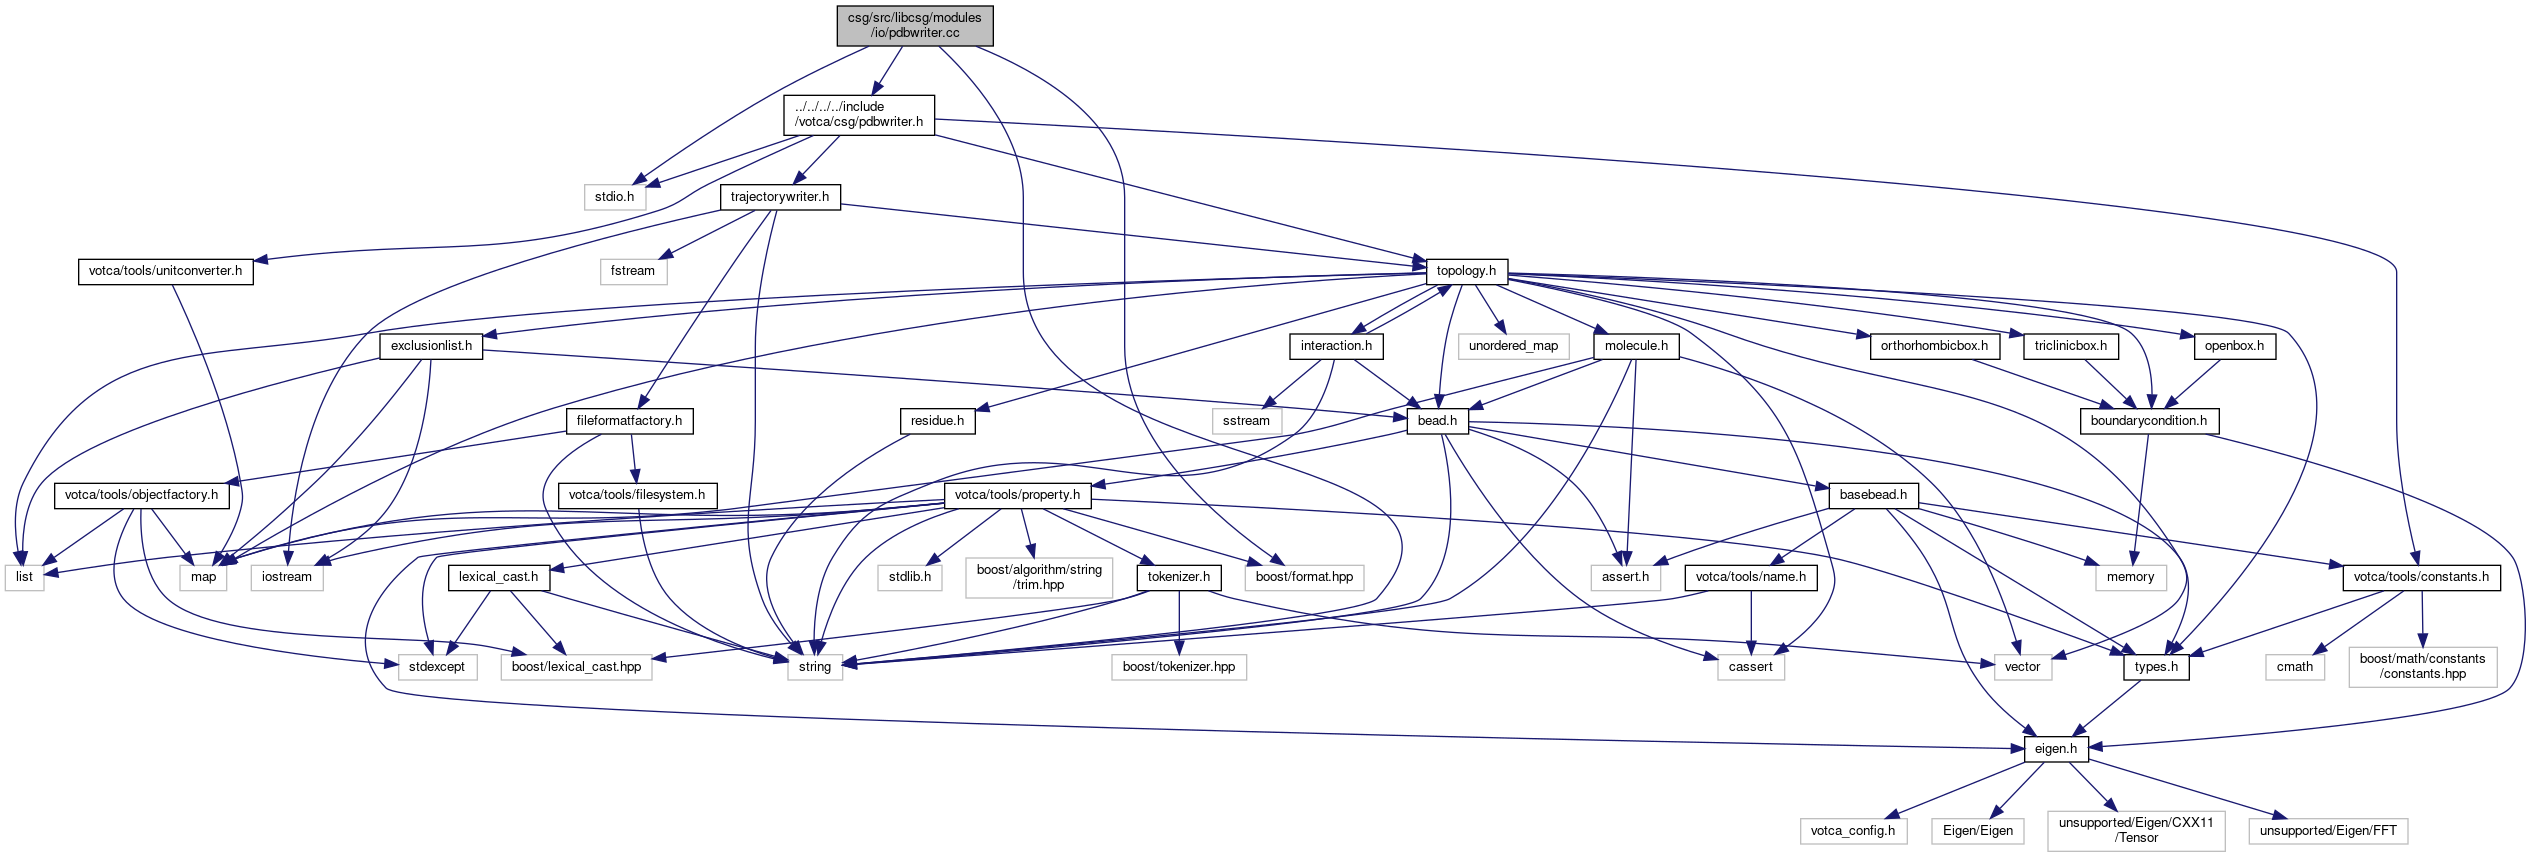 csg/src/libcsg/modules
/io/pdbwriter.cc
../../../../include
/votca/csg/pdbwriter.h
stdio.h
trajectorywriter.h
votca/tools/unitconverter.h
fstream
topology.h
exclusionlist.h
interaction.h
unordered_map
molecule.h
orthorhombicbox.h
triclinicbox.h
openbox.h
fileformatfactory.h
residue.h
sstream
bead.h
boundarycondition.h
votca/tools/objectfactory.h
votca/tools/filesystem.h
votca/tools/property.h
basebead.h
list
map
iostream
lexical_cast.h
stdlib.h
boost/algorithm/string
/trim.hpp
tokenizer.h
boost/format.hpp
assert.h
votca/tools/name.h
memory
votca/tools/constants.h
stdexcept
boost/lexical_cast.hpp
string
boost/tokenizer.hpp
cassert
vector
types.h
cmath
boost/math/constants
/constants.hpp
eigen.h
votca_config.h
Eigen/Eigen
unsupported/Eigen/CXX11
/Tensor
unsupported/Eigen/FFT